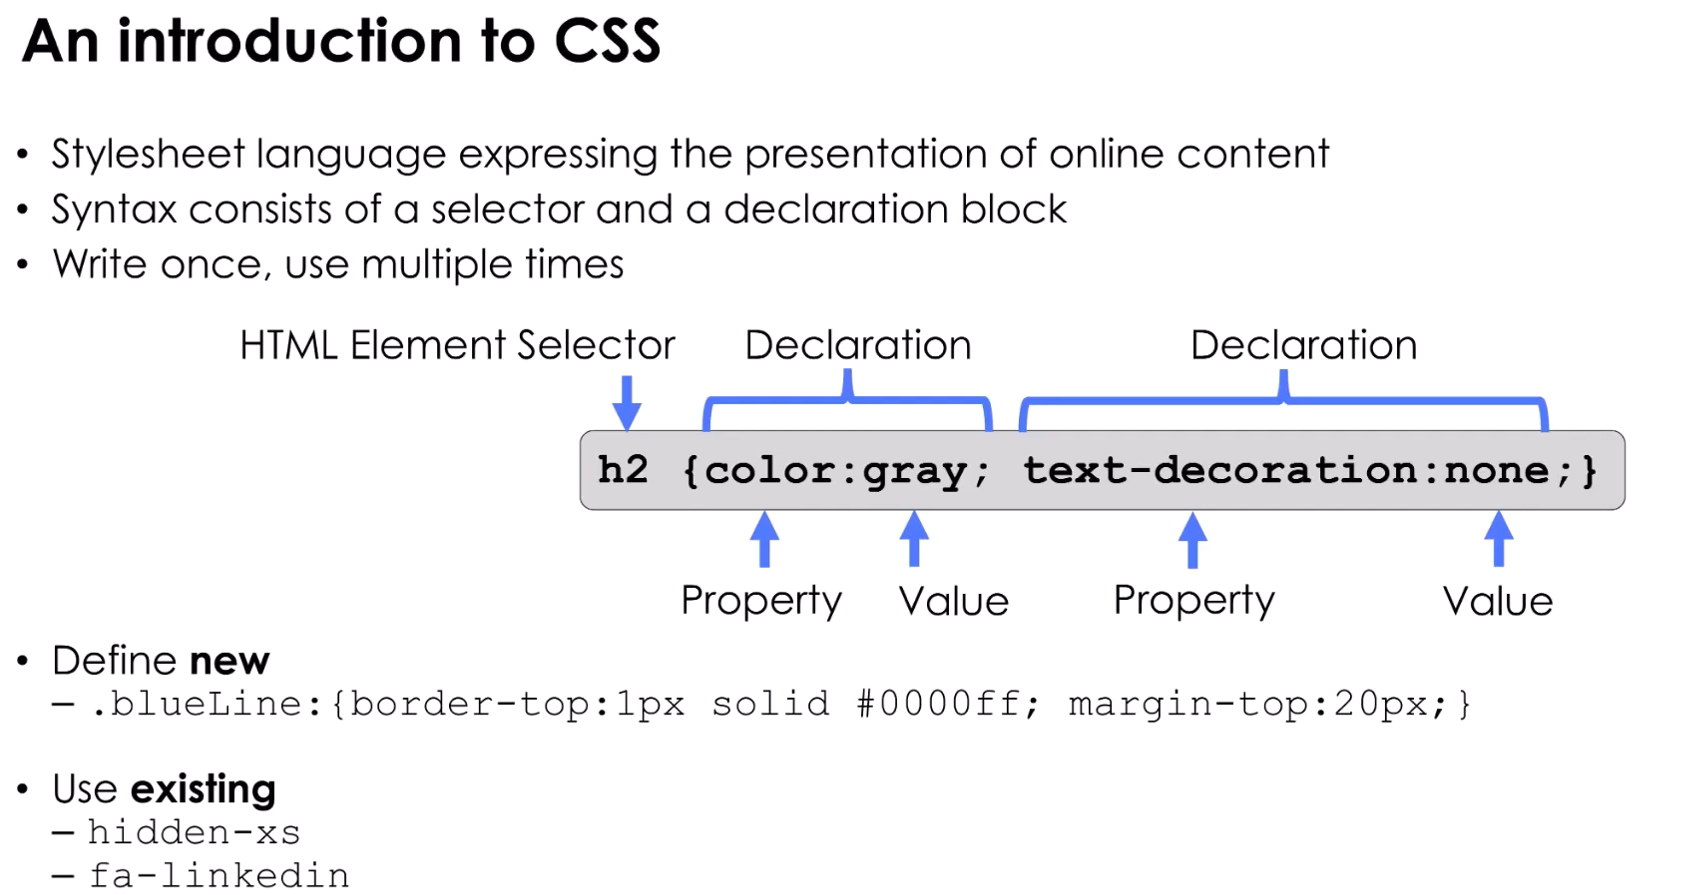 An introduction to CSS
• Stylesheet language expressing the presentation of online content
• Syntax consists of a selector and a declaration block
• Write once, use multiple times
HTML Element Selector Declaration Declaration
h2 {color:gray; text-decoration:none;}
Property Value Property Value
• Define new
– .blueLine:{border-top:1px solid #0000ff; margin-top:20px;}
• Use existing
– hidden-xs
– fa-linkedin